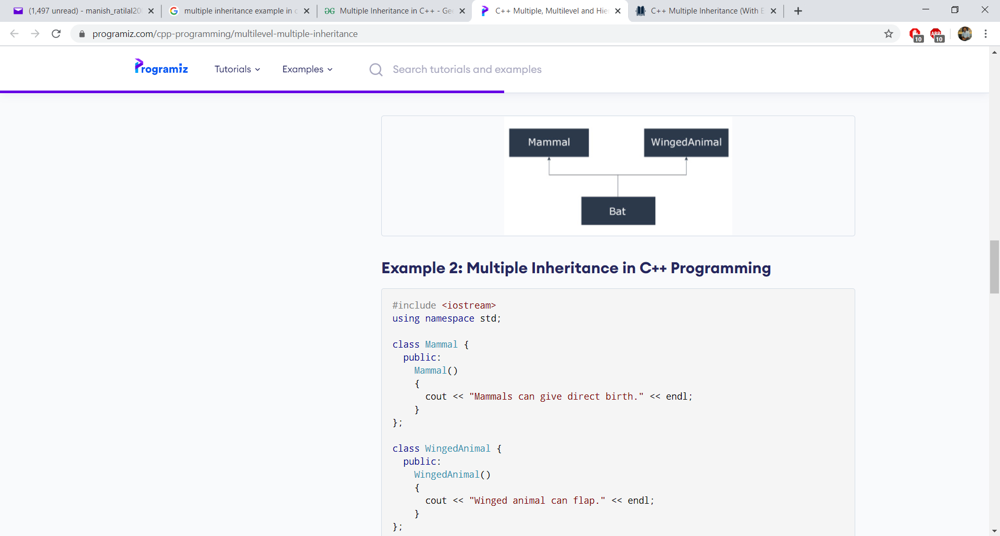 (1,497 unread) - manish_ratilal20
multiple inheritance example in c
Multiple Inheritance in C++ - Gee
C++ Multiple, Multilevel and Hier
C++ Multiple Inheritance (With E
programiz.com/cpp-programming/multilevel-multiple-inheritance
10
ABP
10
Programiz
Tutorials
Examples
Search tutorials and examples
Mammal
WingedAnimal
Bat
Example 2: Multiple Inheritance in C++ Programming
#include <iostream>
using namespace std;
class Mammal {
public:
Mammal()
{
cout << "Mammals can give direct birth." << endl;
}
};
class WingedAnimal {
public:
WingedAnimal()
{
cout << "Winged animal can flap." << endl;
}
};